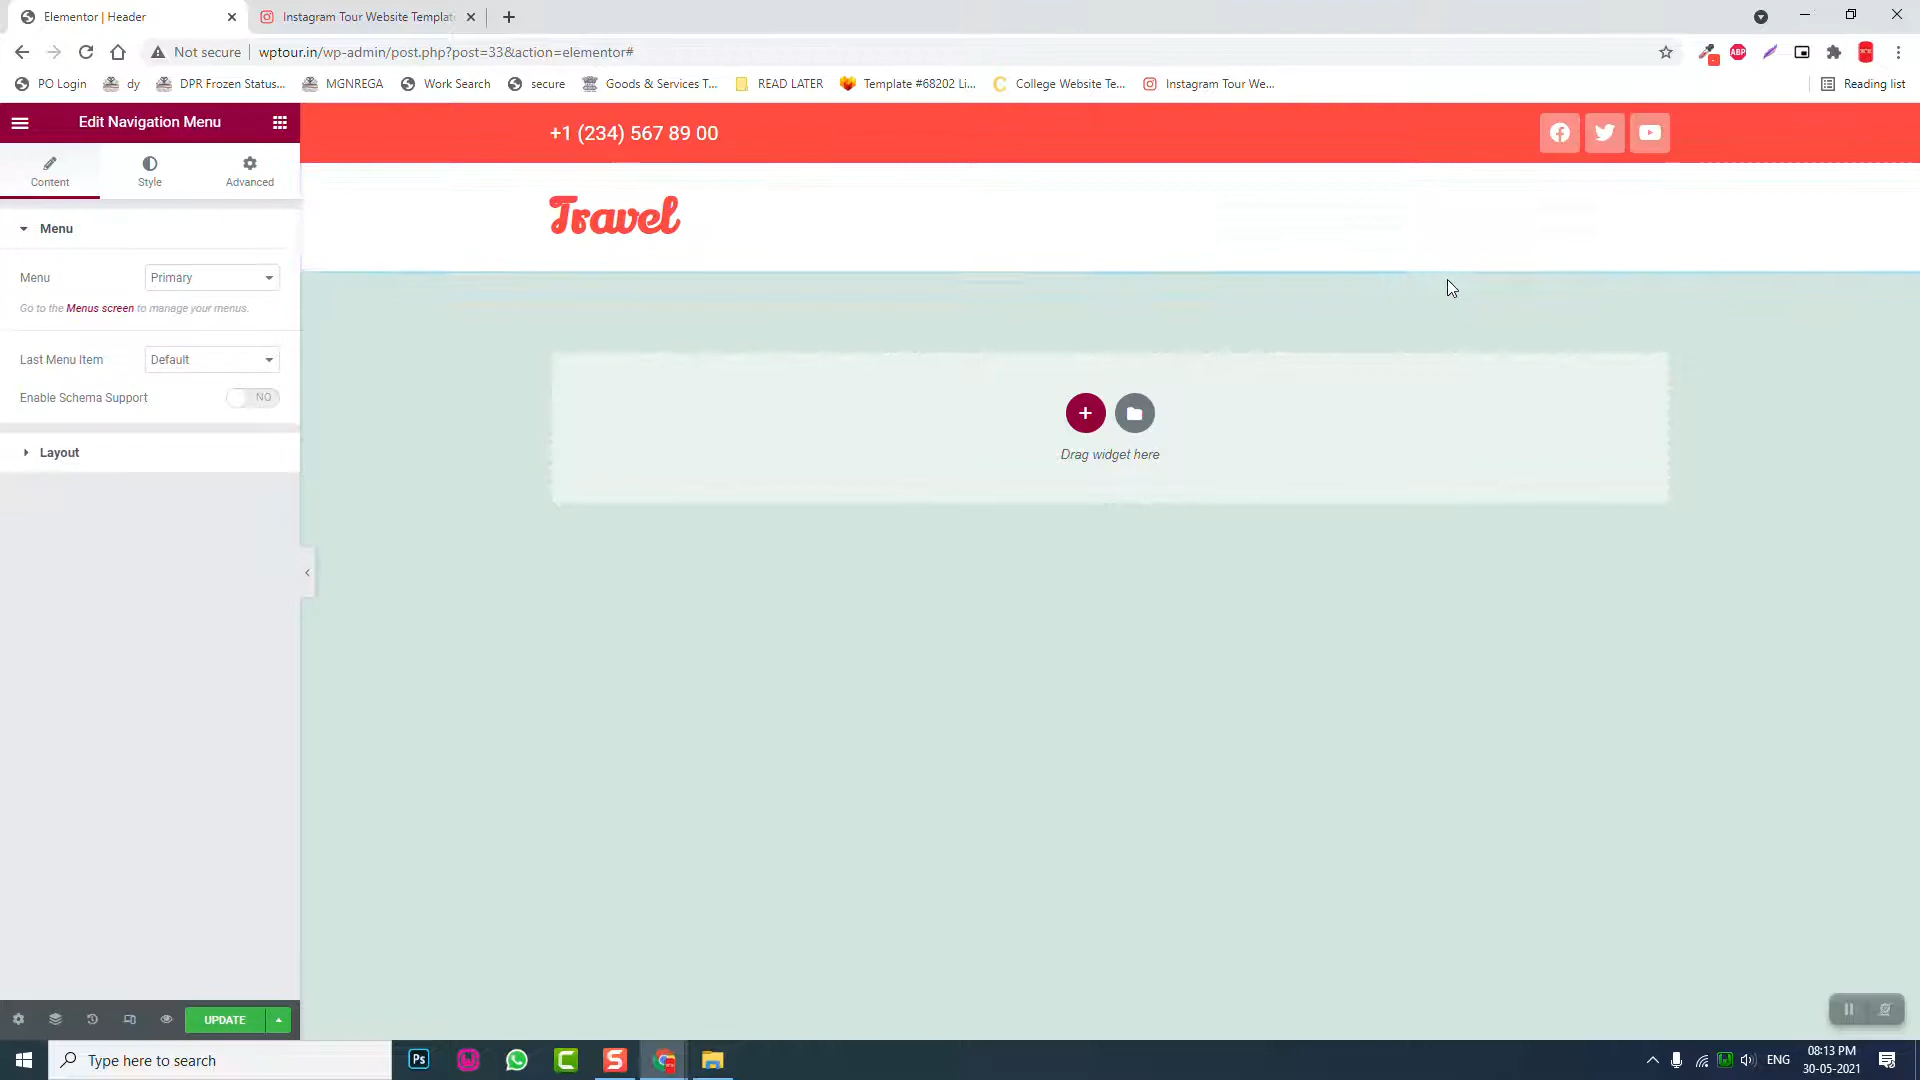 Elementor | Header
Instagram Tour Website Templat
Not secure
wptour.in/wp-admin/post.php?post=33&action=elementor#
ABP
PO Login
dy
DPR Frozen Status...
MGNREGA
Work Search
secure
Goods & Services T...
READ LATER
Template #68202 Li...
College Website Te...
Instagram Tour We...
Reading list
Edit Navigation Menu
+1 (234) 567 89 00
Content
Style
Advanced
Travel
Menu
Menu
Primary
Go to the Menus screen to manage your menus.
Last Menu Item
Default
Enable Schema Support
NO
Layout
Drag widget here
UPDATE
Type here to search
Ps
ENG
08:13 PM
30-05-2021